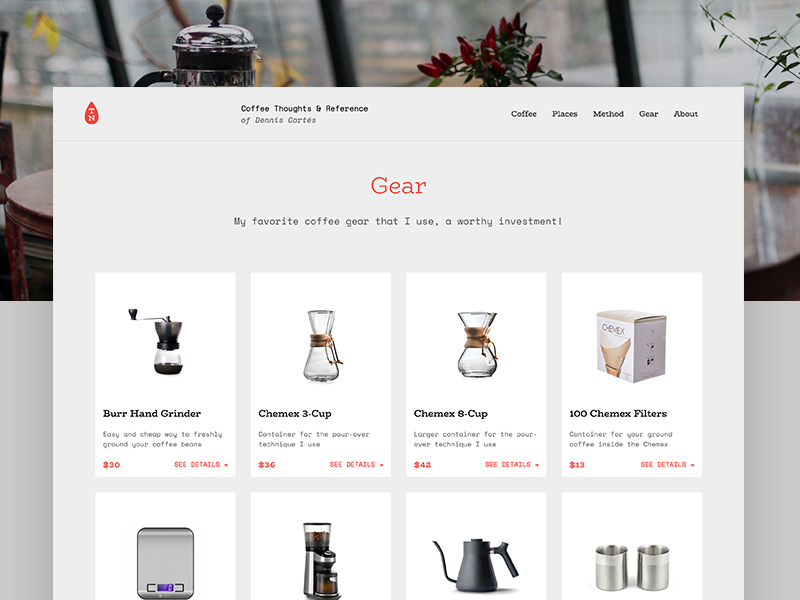 TN
Coffee Thoughts & Reference
of Dennis Cortés
Coffee Places Method Gear About
Gear
My favorite coffee gear that I use, a worthy investment!
CHEMEX
Burr Hand Grinder
Easy and cheap way to freshly
ground your coffee beans
$30 SEE DETAILS →
Chemex 3-Cup
Container for the pour-over
technique I use
$36 SEE DETAILS →
Chemex 8-Cup
Larger container for the pour-
over technique I use
$42 SEE DETAILS →
100 Chemex Filters
Container for your ground
coffee inside the Chemex
$13 SEE DETAILS →